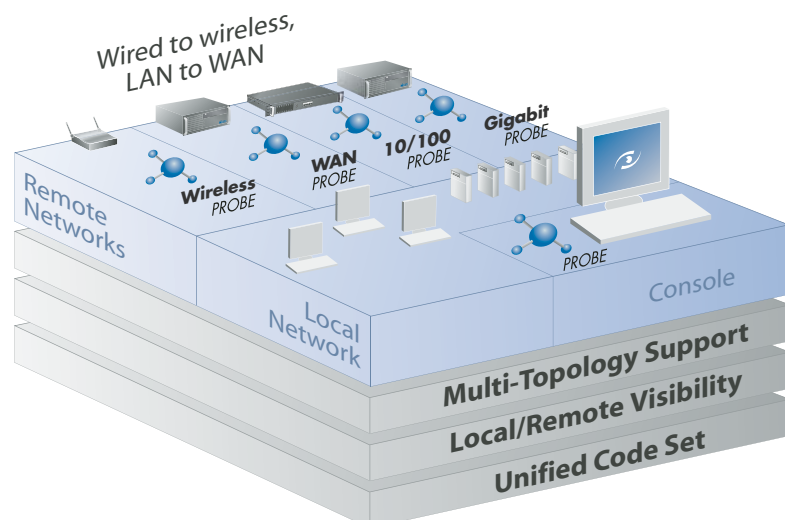 Wired to wireless,
LAN to WAN
Wireless
PROBE
WAN
PROBE
10/100
PROBE
Gigabit
PROBE
PROBE
Remote
Networks
Local
Network
Console
Multi-Topology Support
Local/Remote Visibility
Unified Code Set